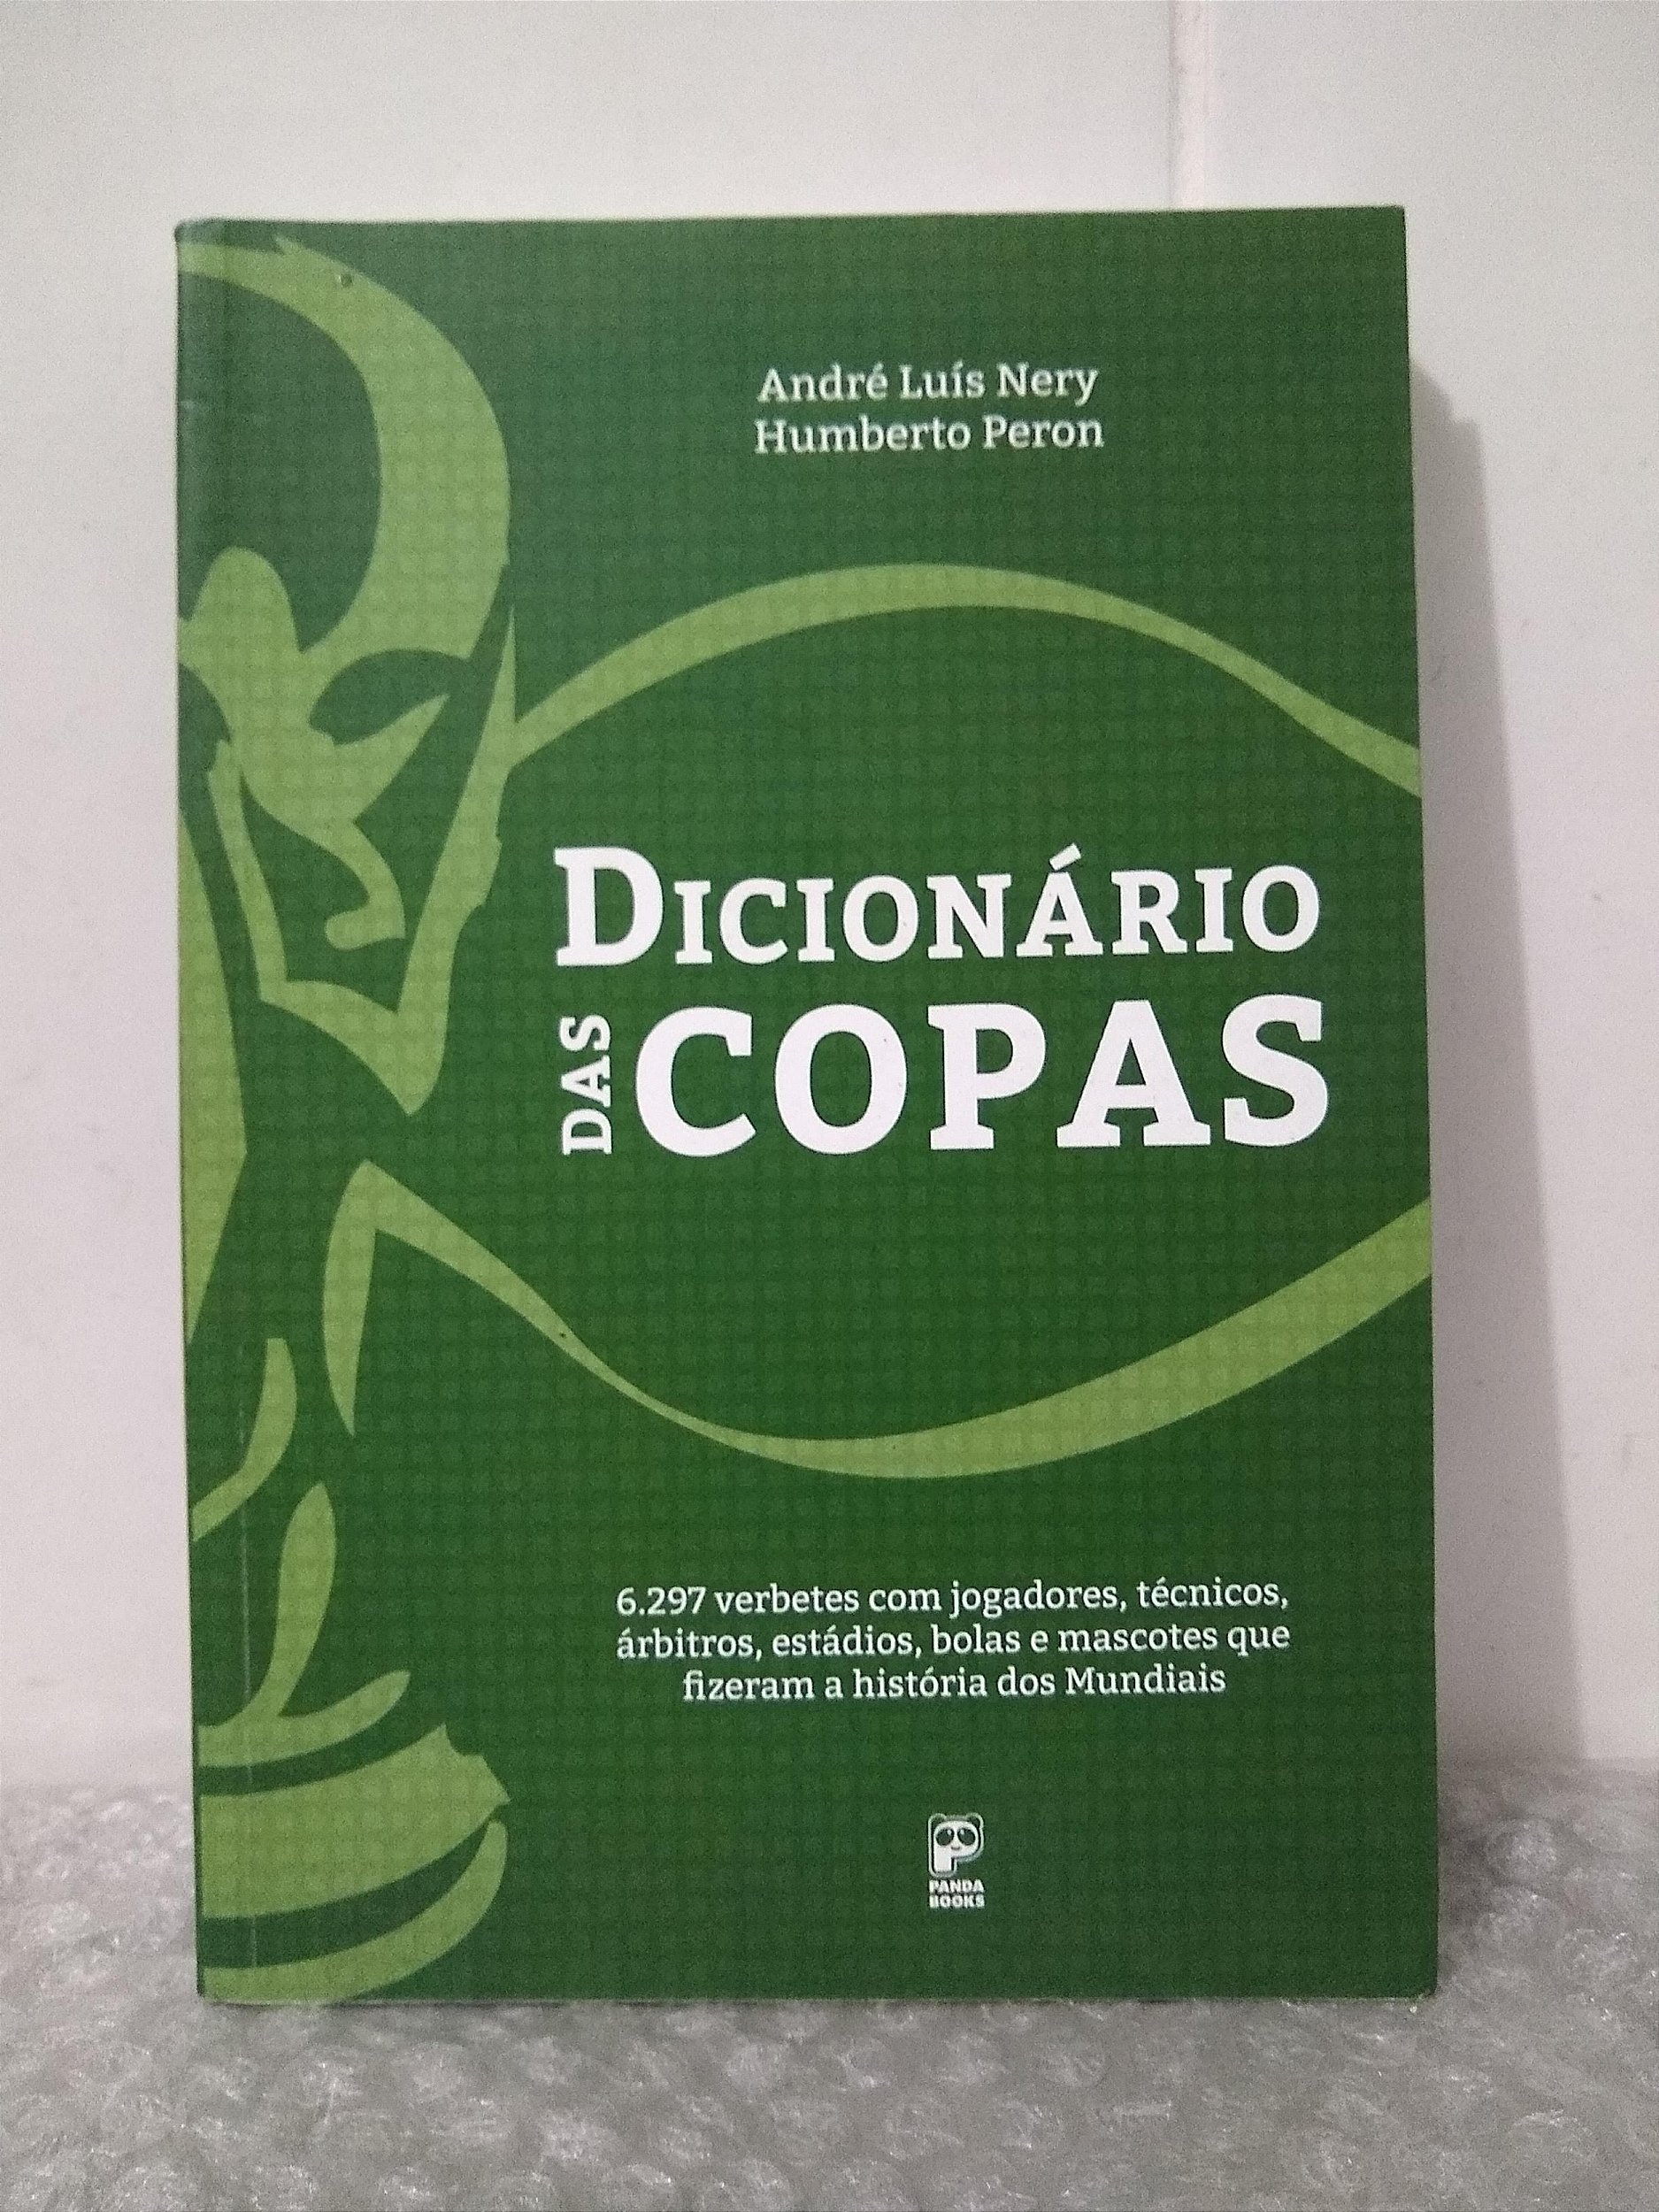 André Luís Nery
Humberto Peron
DICIONÁRIO
DAS COPAS
6.297 verbetes com jogadores, técnicos,
árbitros, estádios, bolas e mascotes que
fizeram a história dos Mundiais
PANDA
BOOKS